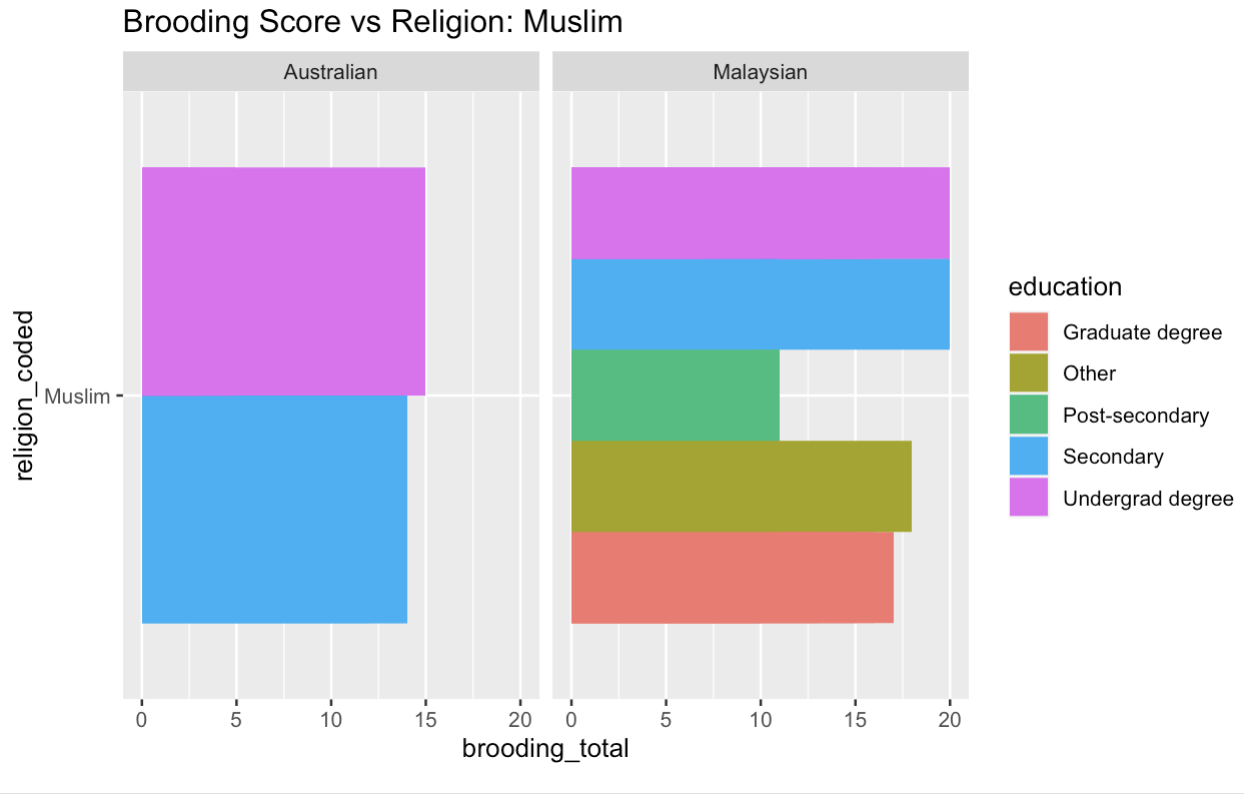 Brooding Score vs Religion: Muslim
Australian
Malaysian
religion_coded
Muslim
0 5 10 15 20
0 5 10 15 20
brooding_total
education
Graduate degree
Other
Post-secondary
Secondary
Undergrad degree